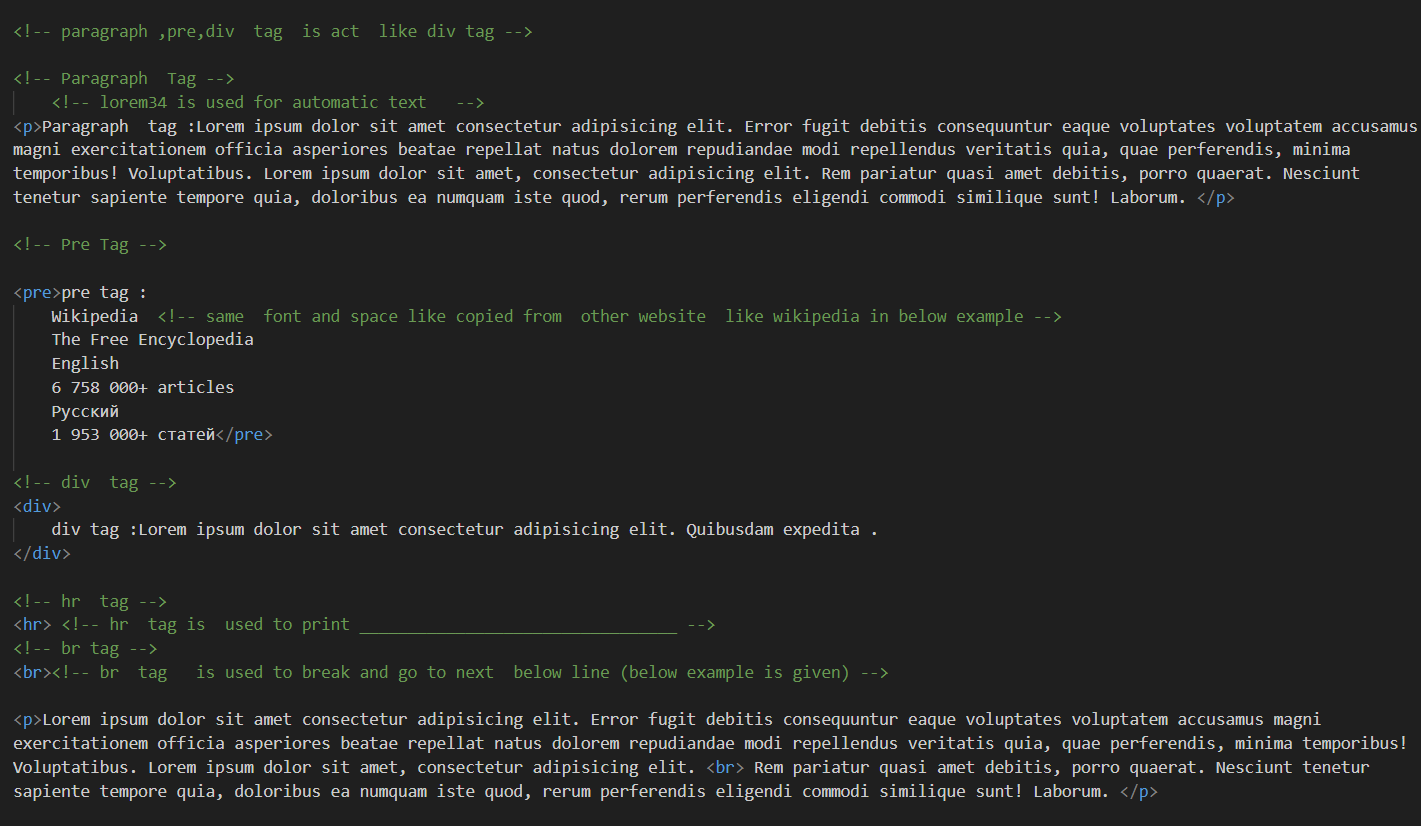 <!-- paragraph ,pre,div  tag  is act  like div tag -->
<!-- Paragraph  Tag -->
<!-- lorem34 is used for automatic text   -->
<p>Paragraph  tag :Lorem ipsum dolor sit amet consectetur adipisicing elit. Error fugit debitis consequuntur eaque voluptates voluptatem accusamus
magni exercitationem officia asperiores beatae repellat natus dolorem repudiandae modi repellendus veritatis quia, quae perferendis, minima
temporibus! Voluptatibus. Lorem ipsum dolor sit amet, consectetur adipisicing elit. Rem pariatur quasi amet debitis, porro quaerat. Nesciunt
tenetur sapiente tempore quia, doloribus ea numquam iste quod, rerum perferendis eligendi commodi similique sunt! Laborum. </p>
<!-- Pre Tag -->
<pre>pre tag :
Wikipedia  <!-- same  font and space like copied from  other website  like wikipedia in below example -->
The Free Encyclopedia
English
6 758 000+ articles
Русский
1 953 000+ статей</pre>
<!-- div  tag -->
<div>
div tag :Lorem ipsum dolor sit amet consectetur adipisicing elit. Quibusdam expedita .
</div>
<!-- hr  tag -->
<hr> <!-- hr  tag is  used to print _________________________________ -->
<!-- br tag -->
<br><!-- br  tag   is used to break and go to next  below line (below example is given) -->
<p>Lorem ipsum dolor sit amet consectetur adipisicing elit. Error fugit debitis consequuntur eaque voluptates voluptatem accusamus magni
exercitationem officia asperiores beatae repellat natus dolorem repudiandae modi repellendus veritatis quia, quae perferendis, minima temporibus!
Voluptatibus. Lorem ipsum dolor sit amet, consectetur adipisicing elit. <br> Rem pariatur quasi amet debitis, porro quaerat. Nesciunt tenetur
sapiente tempore quia, doloribus ea numquam iste quod, rerum perferendis eligendi commodi similique sunt! Laborum. </p>